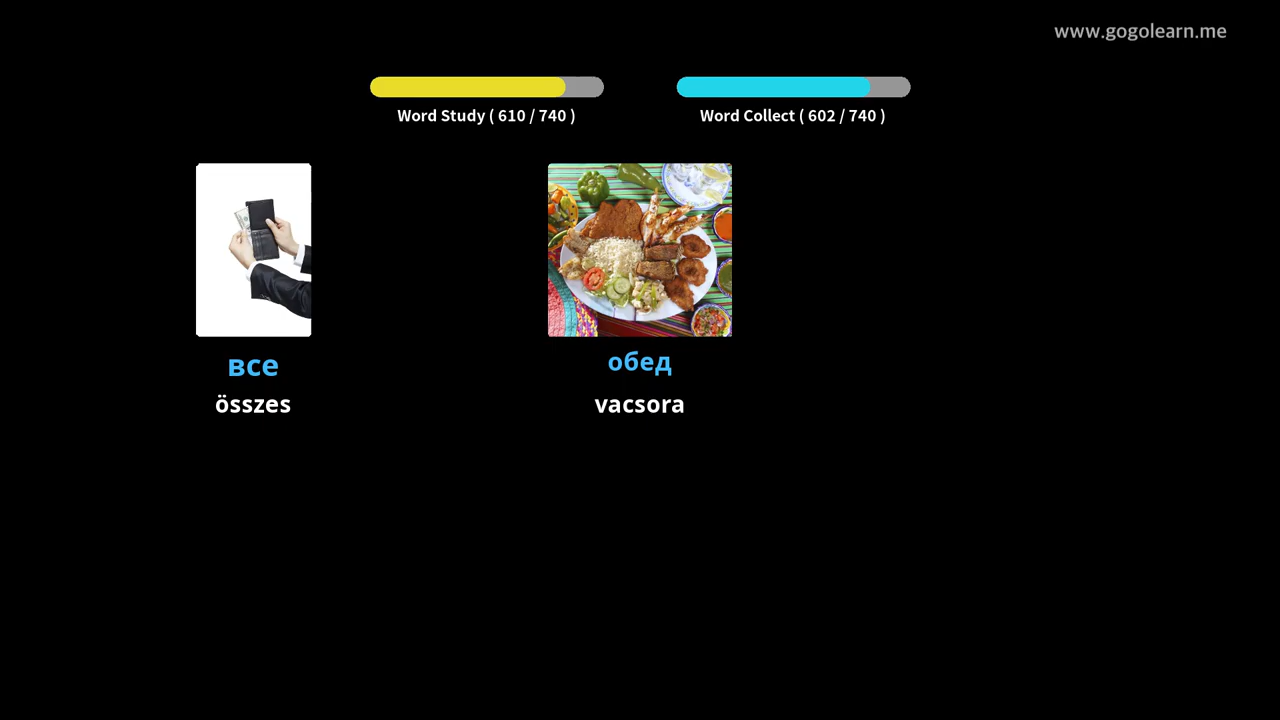 www.gogolearn.me
Word Study ( 610 / 740 )
Word Collect ( 602 / 740 )
все
összes
обед
vacsora